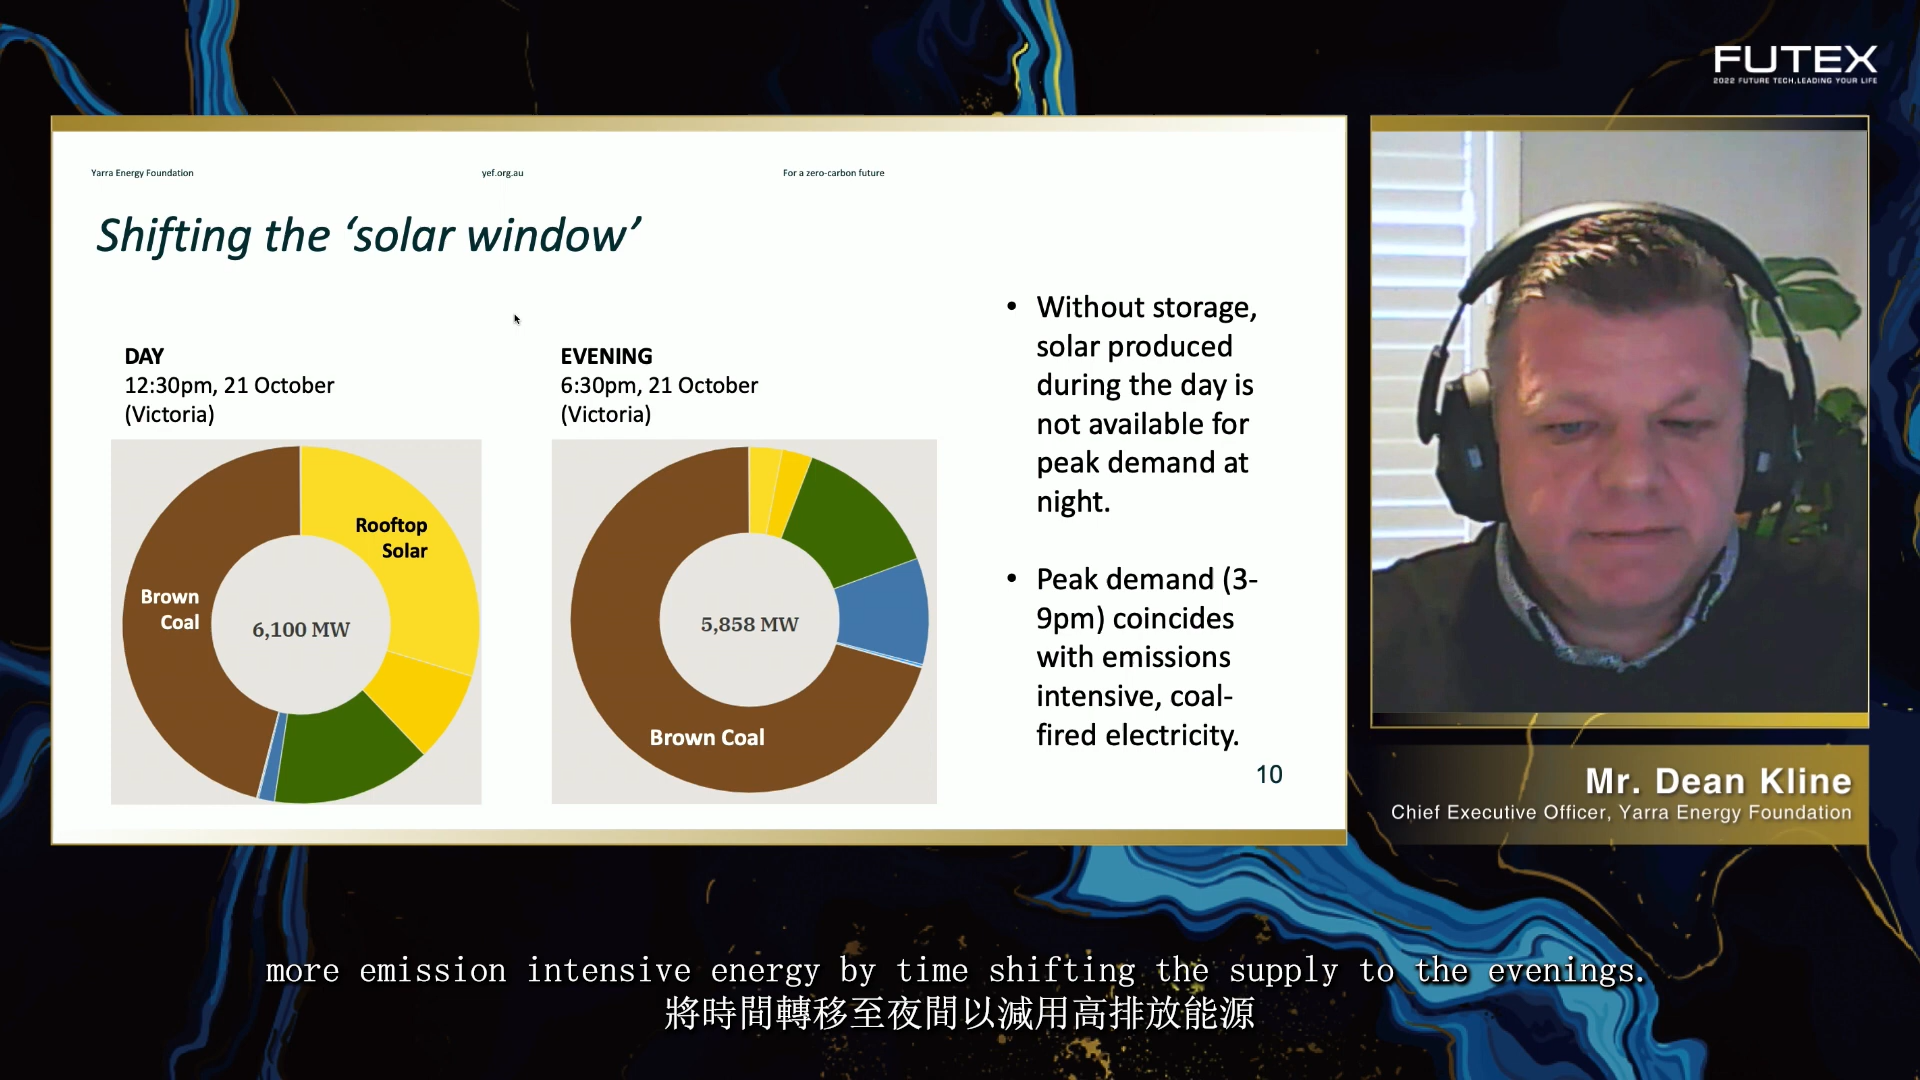 FUTEX
2022 FUTURE TECH,LEADING YOUR LIFE
Yarra Energy Foundation
yef.org.au
For a zero-carbon future
Shifting the ‘solar window’
DAY
12:30pm, 21 October
(Victoria)
Rooftop
Solar
Brown
Coal
6,100 MW
EVENING
6:30pm, 21 October
(Victoria)
5,858 MW
Brown Coal
• Without storage,
solar produced
during the day is
not available for
peak demand at
night.
• Peak demand (3-
9pm) coincides
with emissions
intensive, coal-
fired electricity.
10
Mr. Dean Kline
Chief Executive Officer, Yarra Energy Foundation
more emission intensive energy by time shifting the supply to the evenings.
將時間轉移至夜間以減用高排放能源